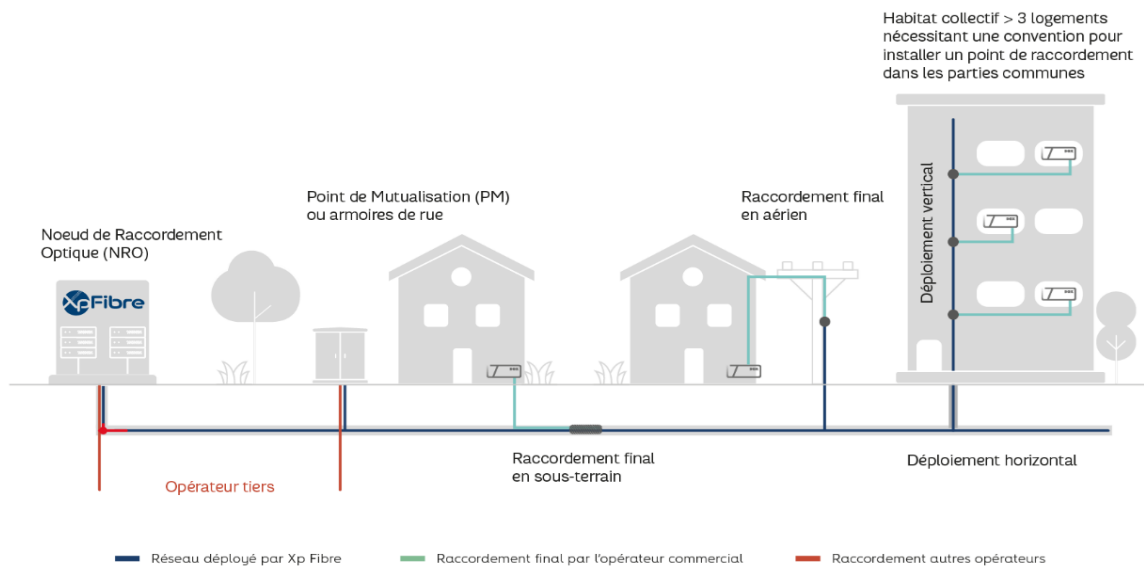 Habitat collectif > 3 logements
nécessitant une convention pour
installer un point de raccordement
dans les parties communes
Point de Mutualisation (PM)
ou armoires de rue
Raccordement final
en aérien
Noeud de Raccordement
Optique (NRO)
XpFibre
Déploiement vertical
Raccordement final
en sous-terrain
Déploiement horizontal
Opérateur tiers
Réseau déployé par Xp Fibre
Raccordement final par l'opérateur commercial
Raccordement autres opérateurs